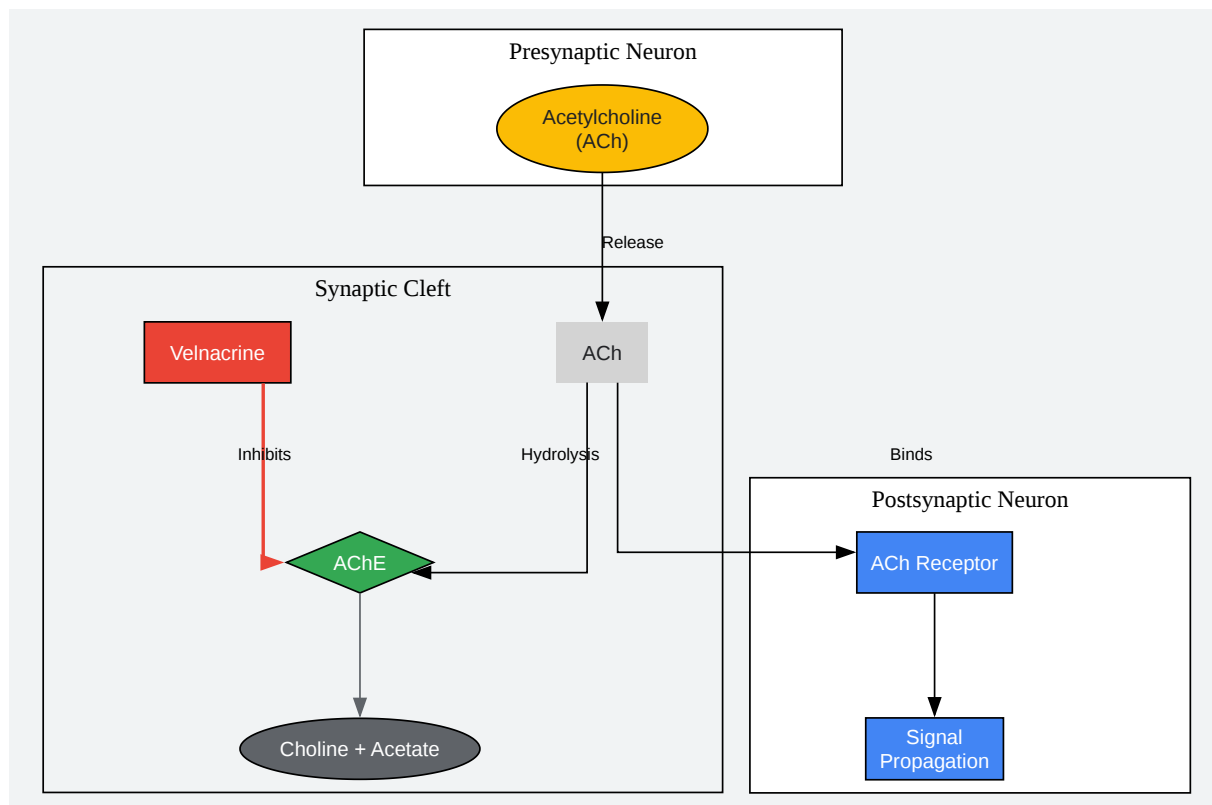 Presynaptic Neuron
Acetylcholine
(ACh)
Release
Synaptic Cleft
Velnacrine
ACh
Inhibits
Hydrolysis
Binds
Postsynaptic Neuron
AChE
ACh Receptor
Choline + Acetate
Signal
Propagation